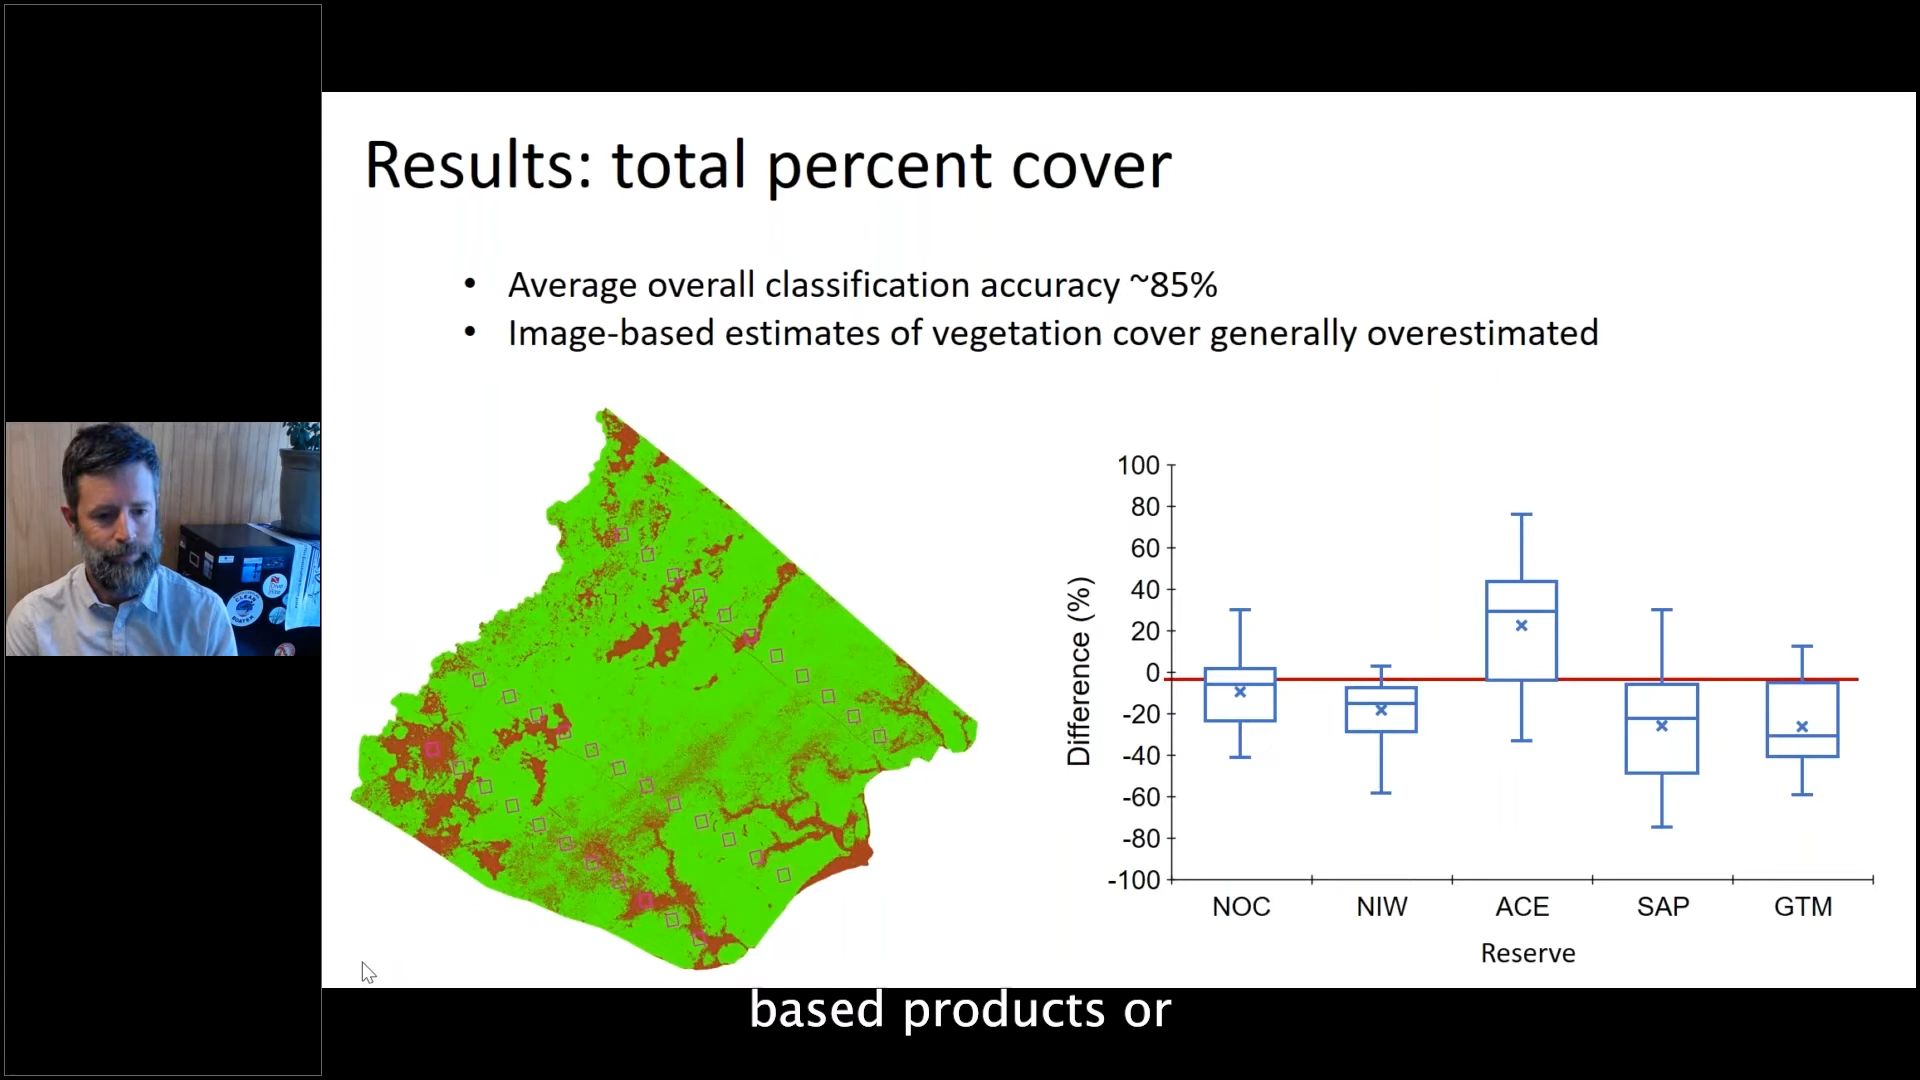 Results: total percent cover
• Average overall classification accuracy ~85%
• Image-based estimates of vegetation cover generally overestimated
100
80
60
40
20
0
-20
-40
-60
-80
-100
Difference (%)
NOC NIW ACE SAP GTM
Reserve
CLEAN
BOATER
based products or